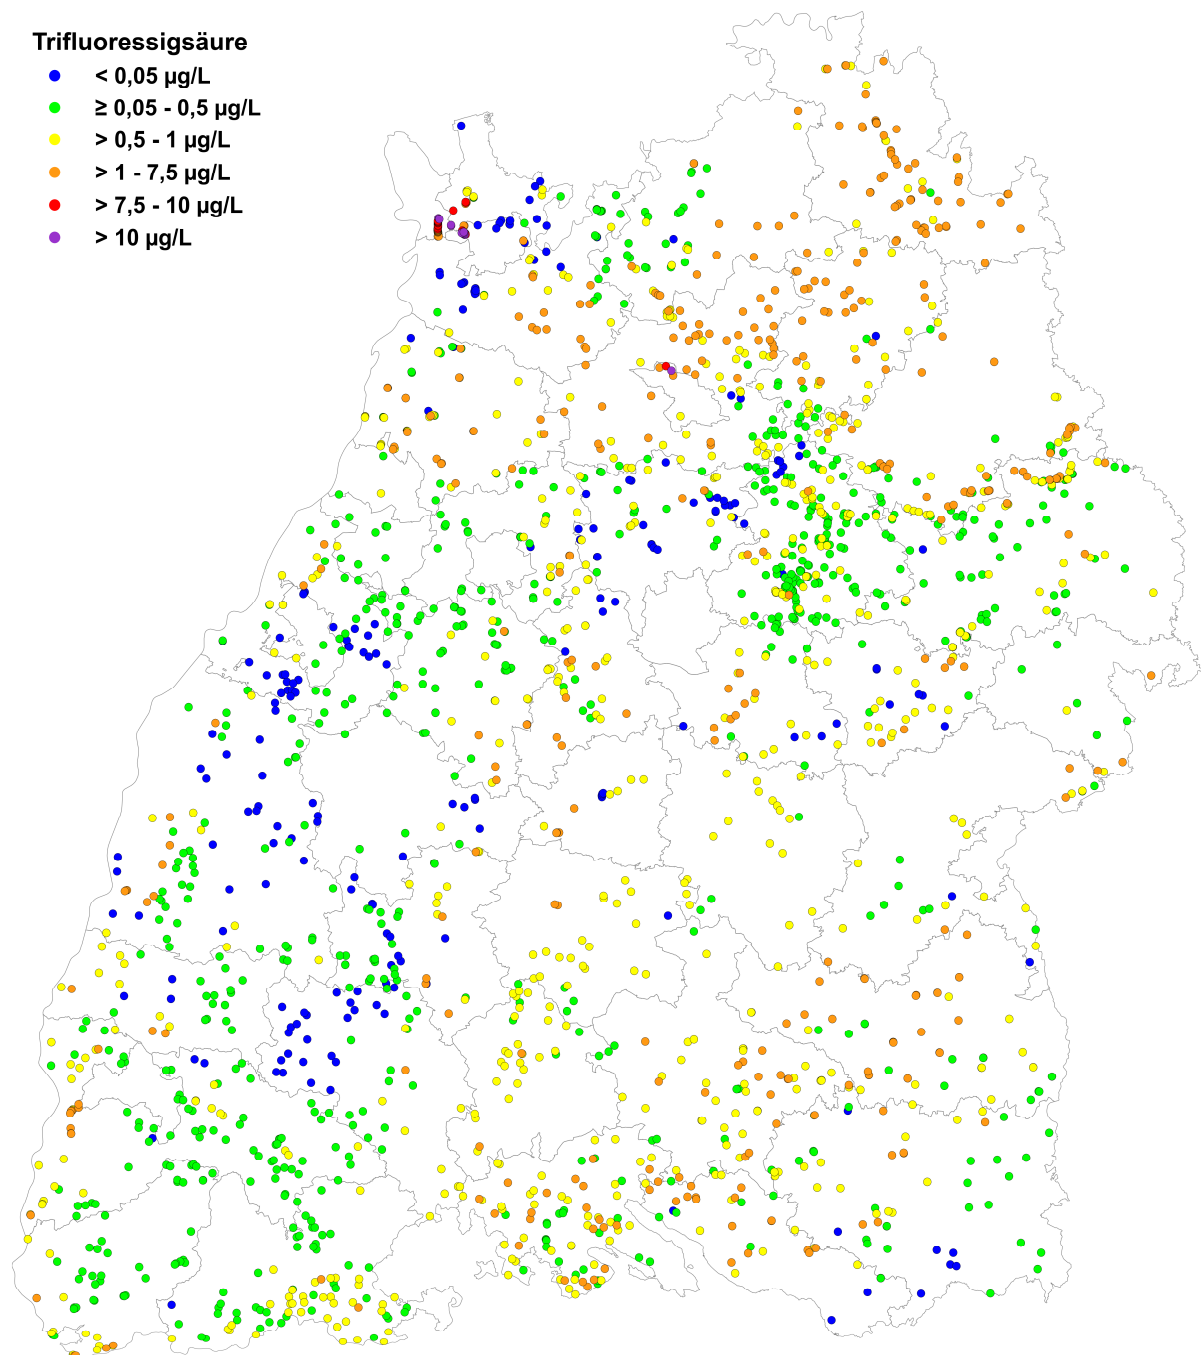 Trifluoressigsäure
< 0,05 µg/L
≥ 0,05 - 0,5 µg/L
> 0,5 - 1 µg/L
> 1 - 7,5 µg/L
> 7,5 - 10 µg/L
> 10 µg/L